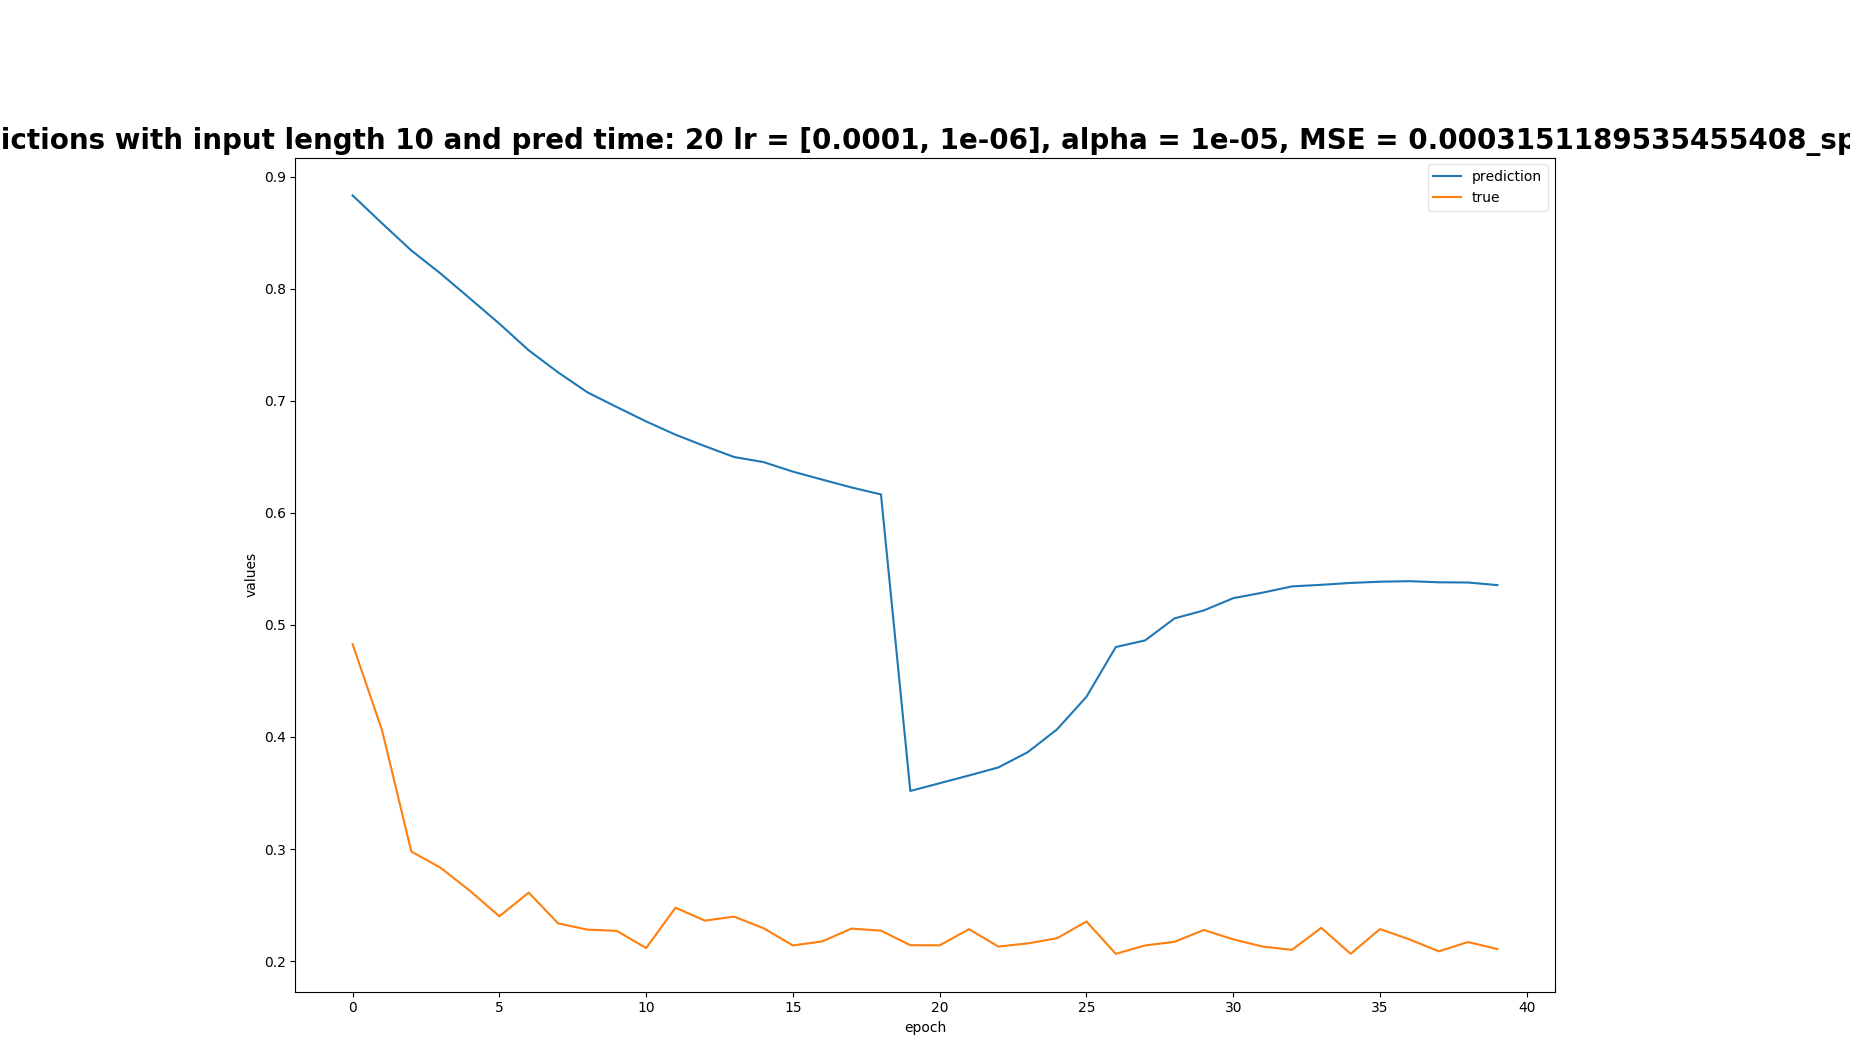 ictions with input length 10 and pred time: 20 lr = [0.0001, 1e-06], alpha = 1e-05, MSE = 0.0003151189535455408_sp
prediction
true
0.9
0.8
0.7
0.6
0.5
0.4
0.3
0.2
values
0 5 10 15 20 25 30 35 40
epoch